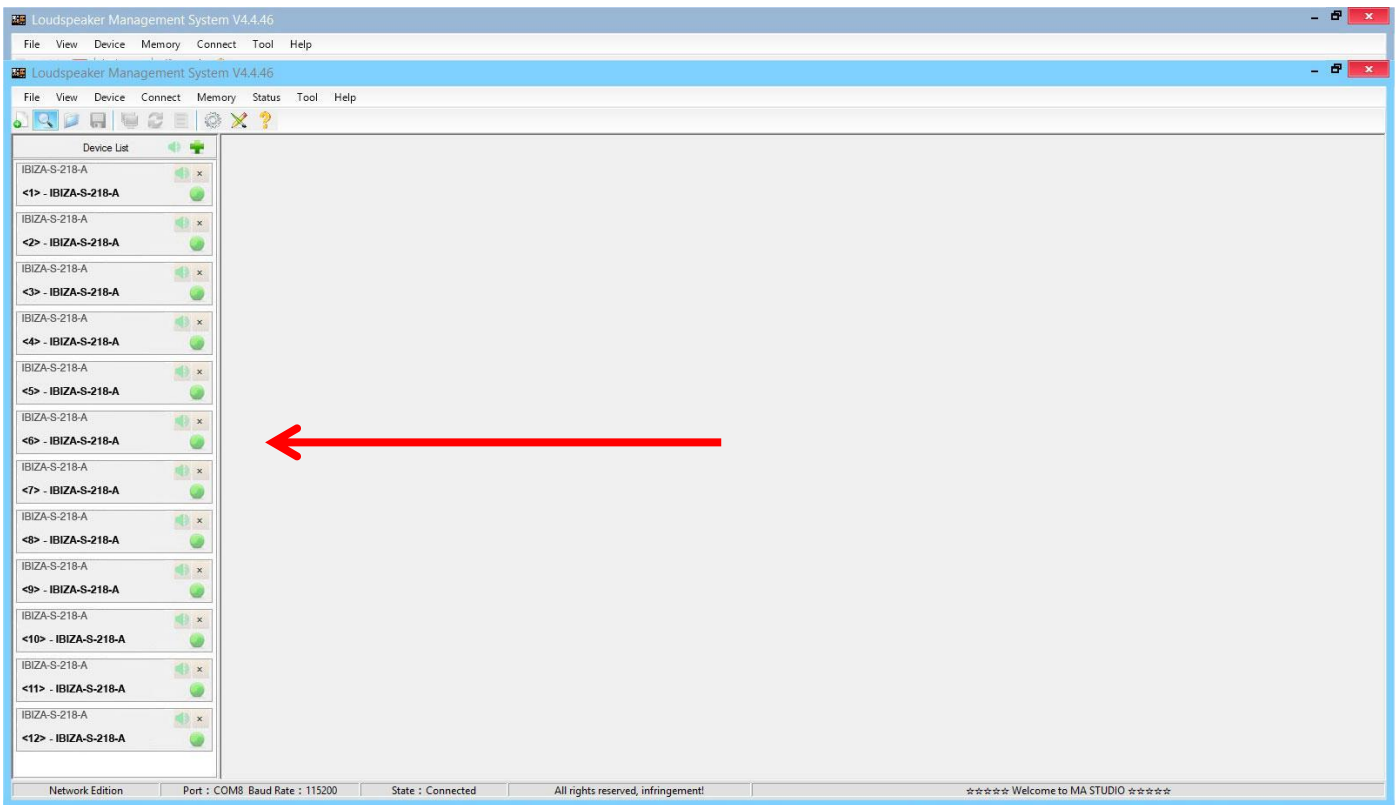 Loudspeaker Management System V4.4.46
File View Device Memory Connect Tool Help
Loudspeaker Management System V4.4.46
File View Device Connect Memory Status Tool Help
Device List
IBIZA-S-218-A
<1> - IBIZA-S-218-A
IBIZA-S-218-A
<2> - IBIZA-S-218-A
IBIZA-S-218-A
<3> - IBIZA-S-218-A
IBIZA-S-218-A
<4> - IBIZA-S-218-A
IBIZA-S-218-A
<5> - IBIZA-S-218-A
IBIZA-S-218-A
<6> - IBIZA-S-218-A
IBIZA-S-218-A
<7> - IBIZA-S-218-A
IBIZA-S-218-A
<8> - IBIZA-S-218-A
IBIZA-S-218-A
<9> - IBIZA-S-218-A
IBIZA-S-218-A
<10> - IBIZA-S-218-A
IBIZA-S-218-A
<11> - IBIZA-S-218-A
IBIZA-S-218-A
<12> - IBIZA-S-218-A
Network Edition Port : COM8 Baud Rate : 115200 State : Connected All rights reserved, infringement! ☆☆☆☆☆ Welcome to MA STUDIO ☆☆☆☆☆